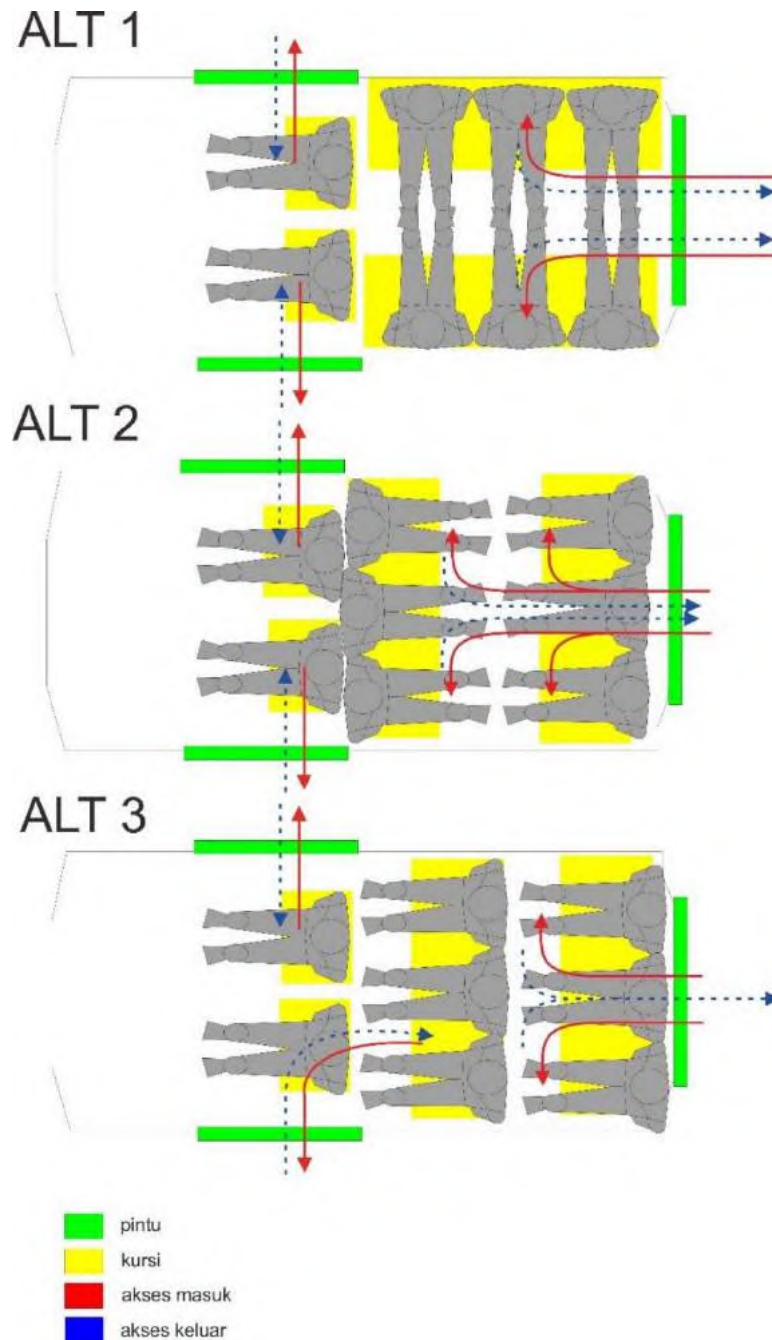 ALT 1
ALT 2
ALT 3
pintu
kursi
akses masuk
akses keluar